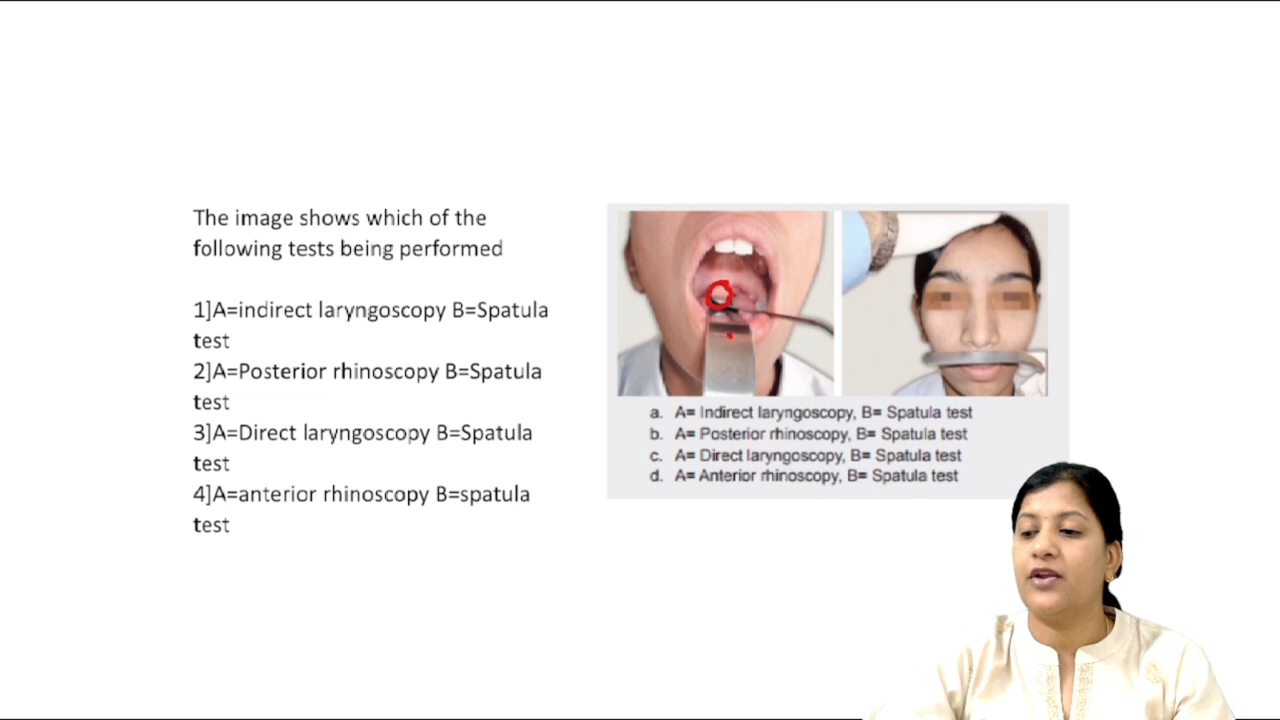 The image shows which of the
following tests being performed
1]A=indirect laryngoscopy B=Spatula
test
2]A=Posterior rhinoscopy B=Spatula
test
3]A=Direct laryngoscopy B=Spatula
test
4]A=anterior rhinoscopy B=spatula
test
a. A= Indirect laryngoscopy, B= Spatula test
b. A= Posterior rhinoscopy, B= Spatula test
c. A= Direct laryngoscopy, B= Spatula test
d. A= Anterior rhinoscopy, B= Spatula test